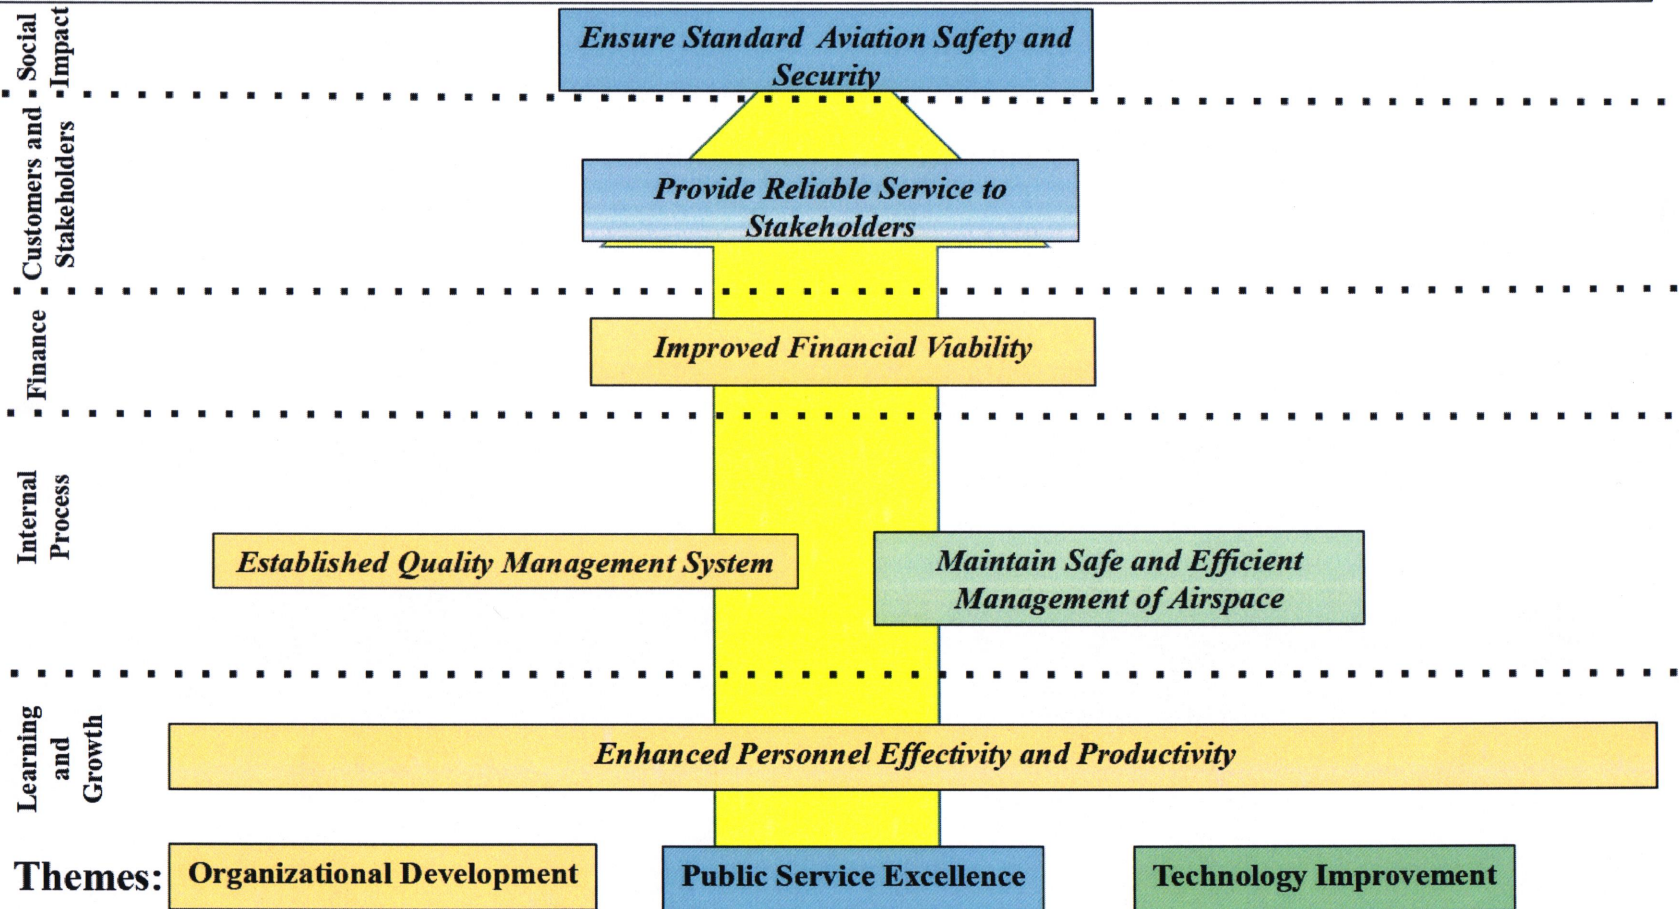 Social
Impact
Ensure Standard Aviation Safety and
Security
Customers and
Stakeholders
Provide Reliable Service to
Stakeholders
Finance
Improved Financial Viability
Internal
Process
Established Quality Management System
Maintain Safe and Efficient
Management of Airspace
Learning
and
Growth
Enhanced Personnel Effectivity and Productivity
Themes:
Organizational Development
Public Service Excellence
Technology Improvement